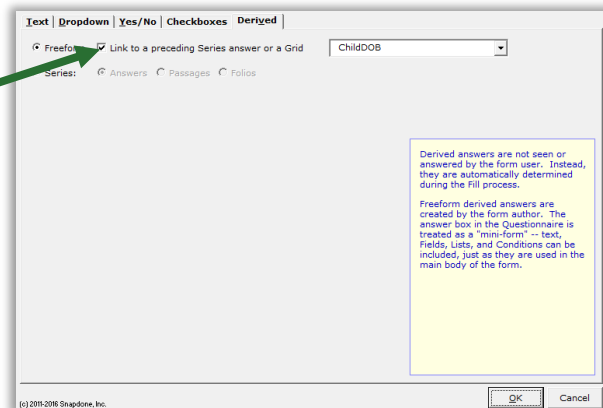 Text | Dropdown | Yes/No | Checkboxes | Derived
Freeform Link to a preceding Series answer or a Grid ChildDOB
Series: Answers Passages Folios
Derived answers are not seen or
answered by the form user. Instead,
they are automatically determined
during the Fill process.
Freeform derived answers are
created by the form author. The
answer box in the Questionnaire is
treated as a "mini-form" -- text,
Fields, Lists, and Conditions can be
included, just as they are used in the
main body of the form.
(c) 2011-2016 Snapdone, Inc.
OK Cancel